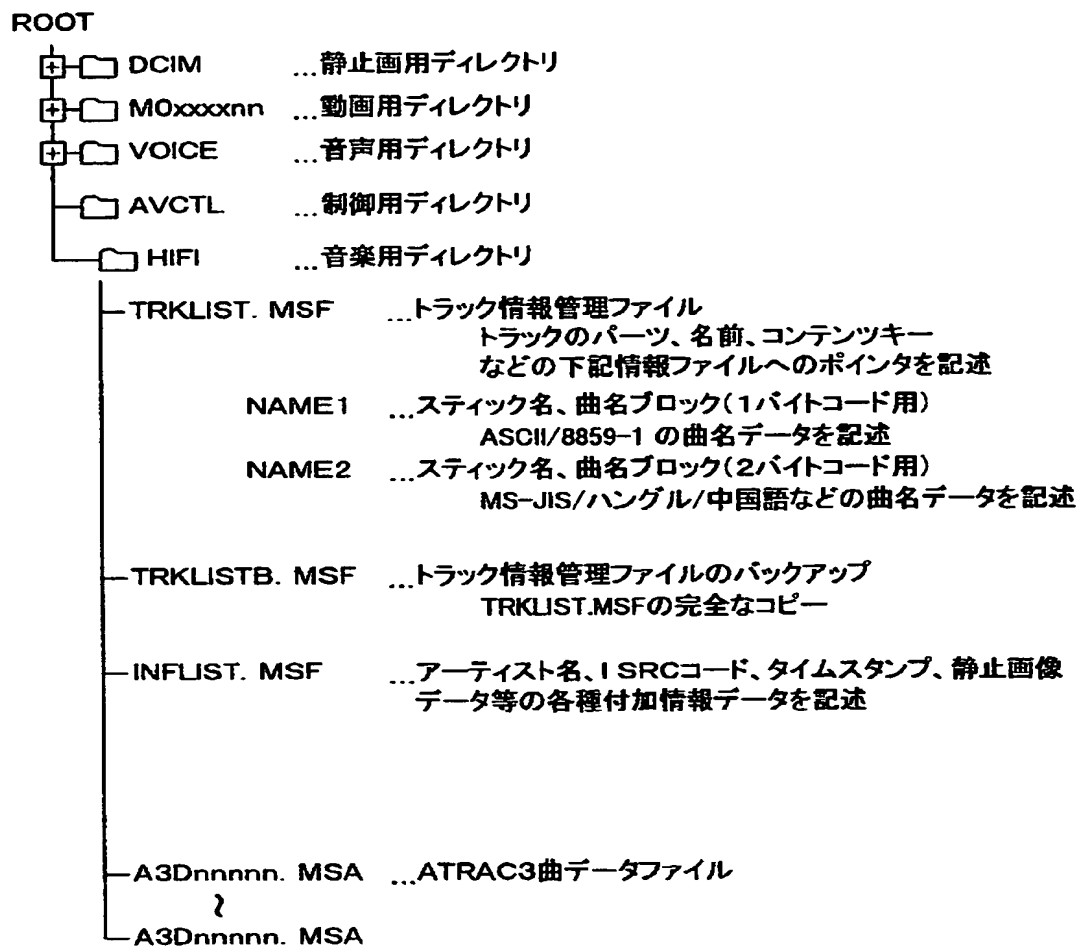 ROOT
DCIM ...静止画用ディレクトリ
MOxxxxnn ...動画用ディレクトリ
VOICE ...音声用ディレクトリ
AVCTL ...制御用ディレクトリ
HIFI ...音楽用ディレクトリ
TRKLIST. MSF ...トラック情報管理ファイル
トラックのパーツ、名前、コンテンツキー
などの下記情報ファイルへのポインタを記述
NAME1 ...スティック名、曲名ブロック(1バイトコード用)
ASCII/8859-1 の曲名データを記述
NAME2 ...スティック名、曲名ブロック(2バイトコード用)
MS-JIS/ハングル/中国語などの曲名データを記述
TRKLISTB. MSF ...トラック情報管理ファイルのバックアップ
TRKLIST.MSFの完全なコピー
INFLIST. MSF ...アーティスト名、ISRCコード、タイムスタンプ、静止画像
データ等の各種付加情報データを記述
A3Dnnnnn. MSA ...ATRAC3曲データファイル
~
A3Dnnnnn. MSA